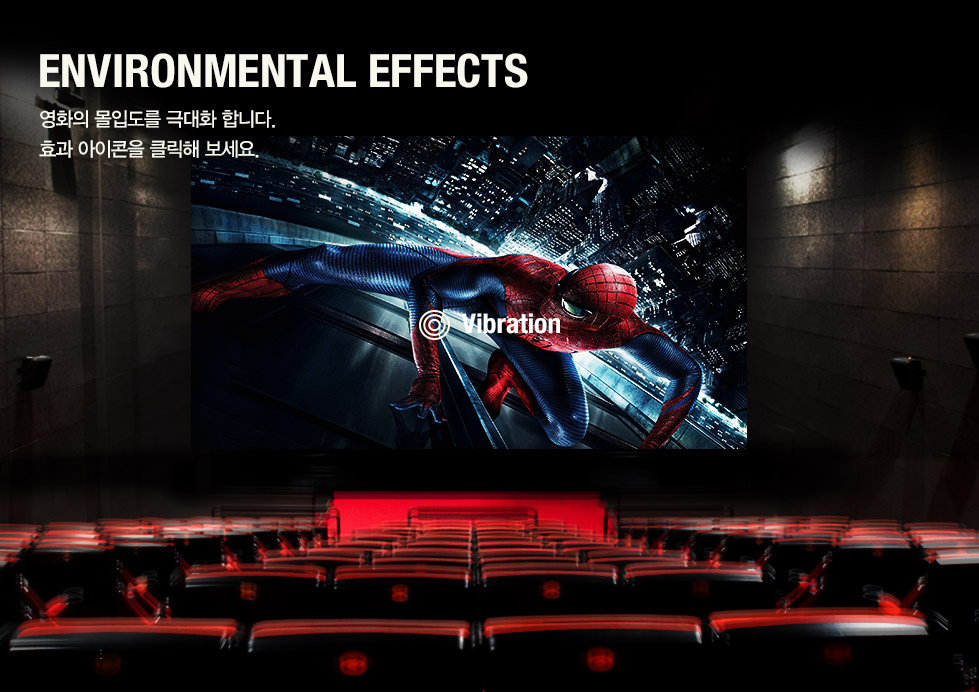 ENVIRONMENTAL EFFECTS
영화의 몰입도를 극대화 합니다.
효과 아이콘을 클릭해 보세요.
Vibration